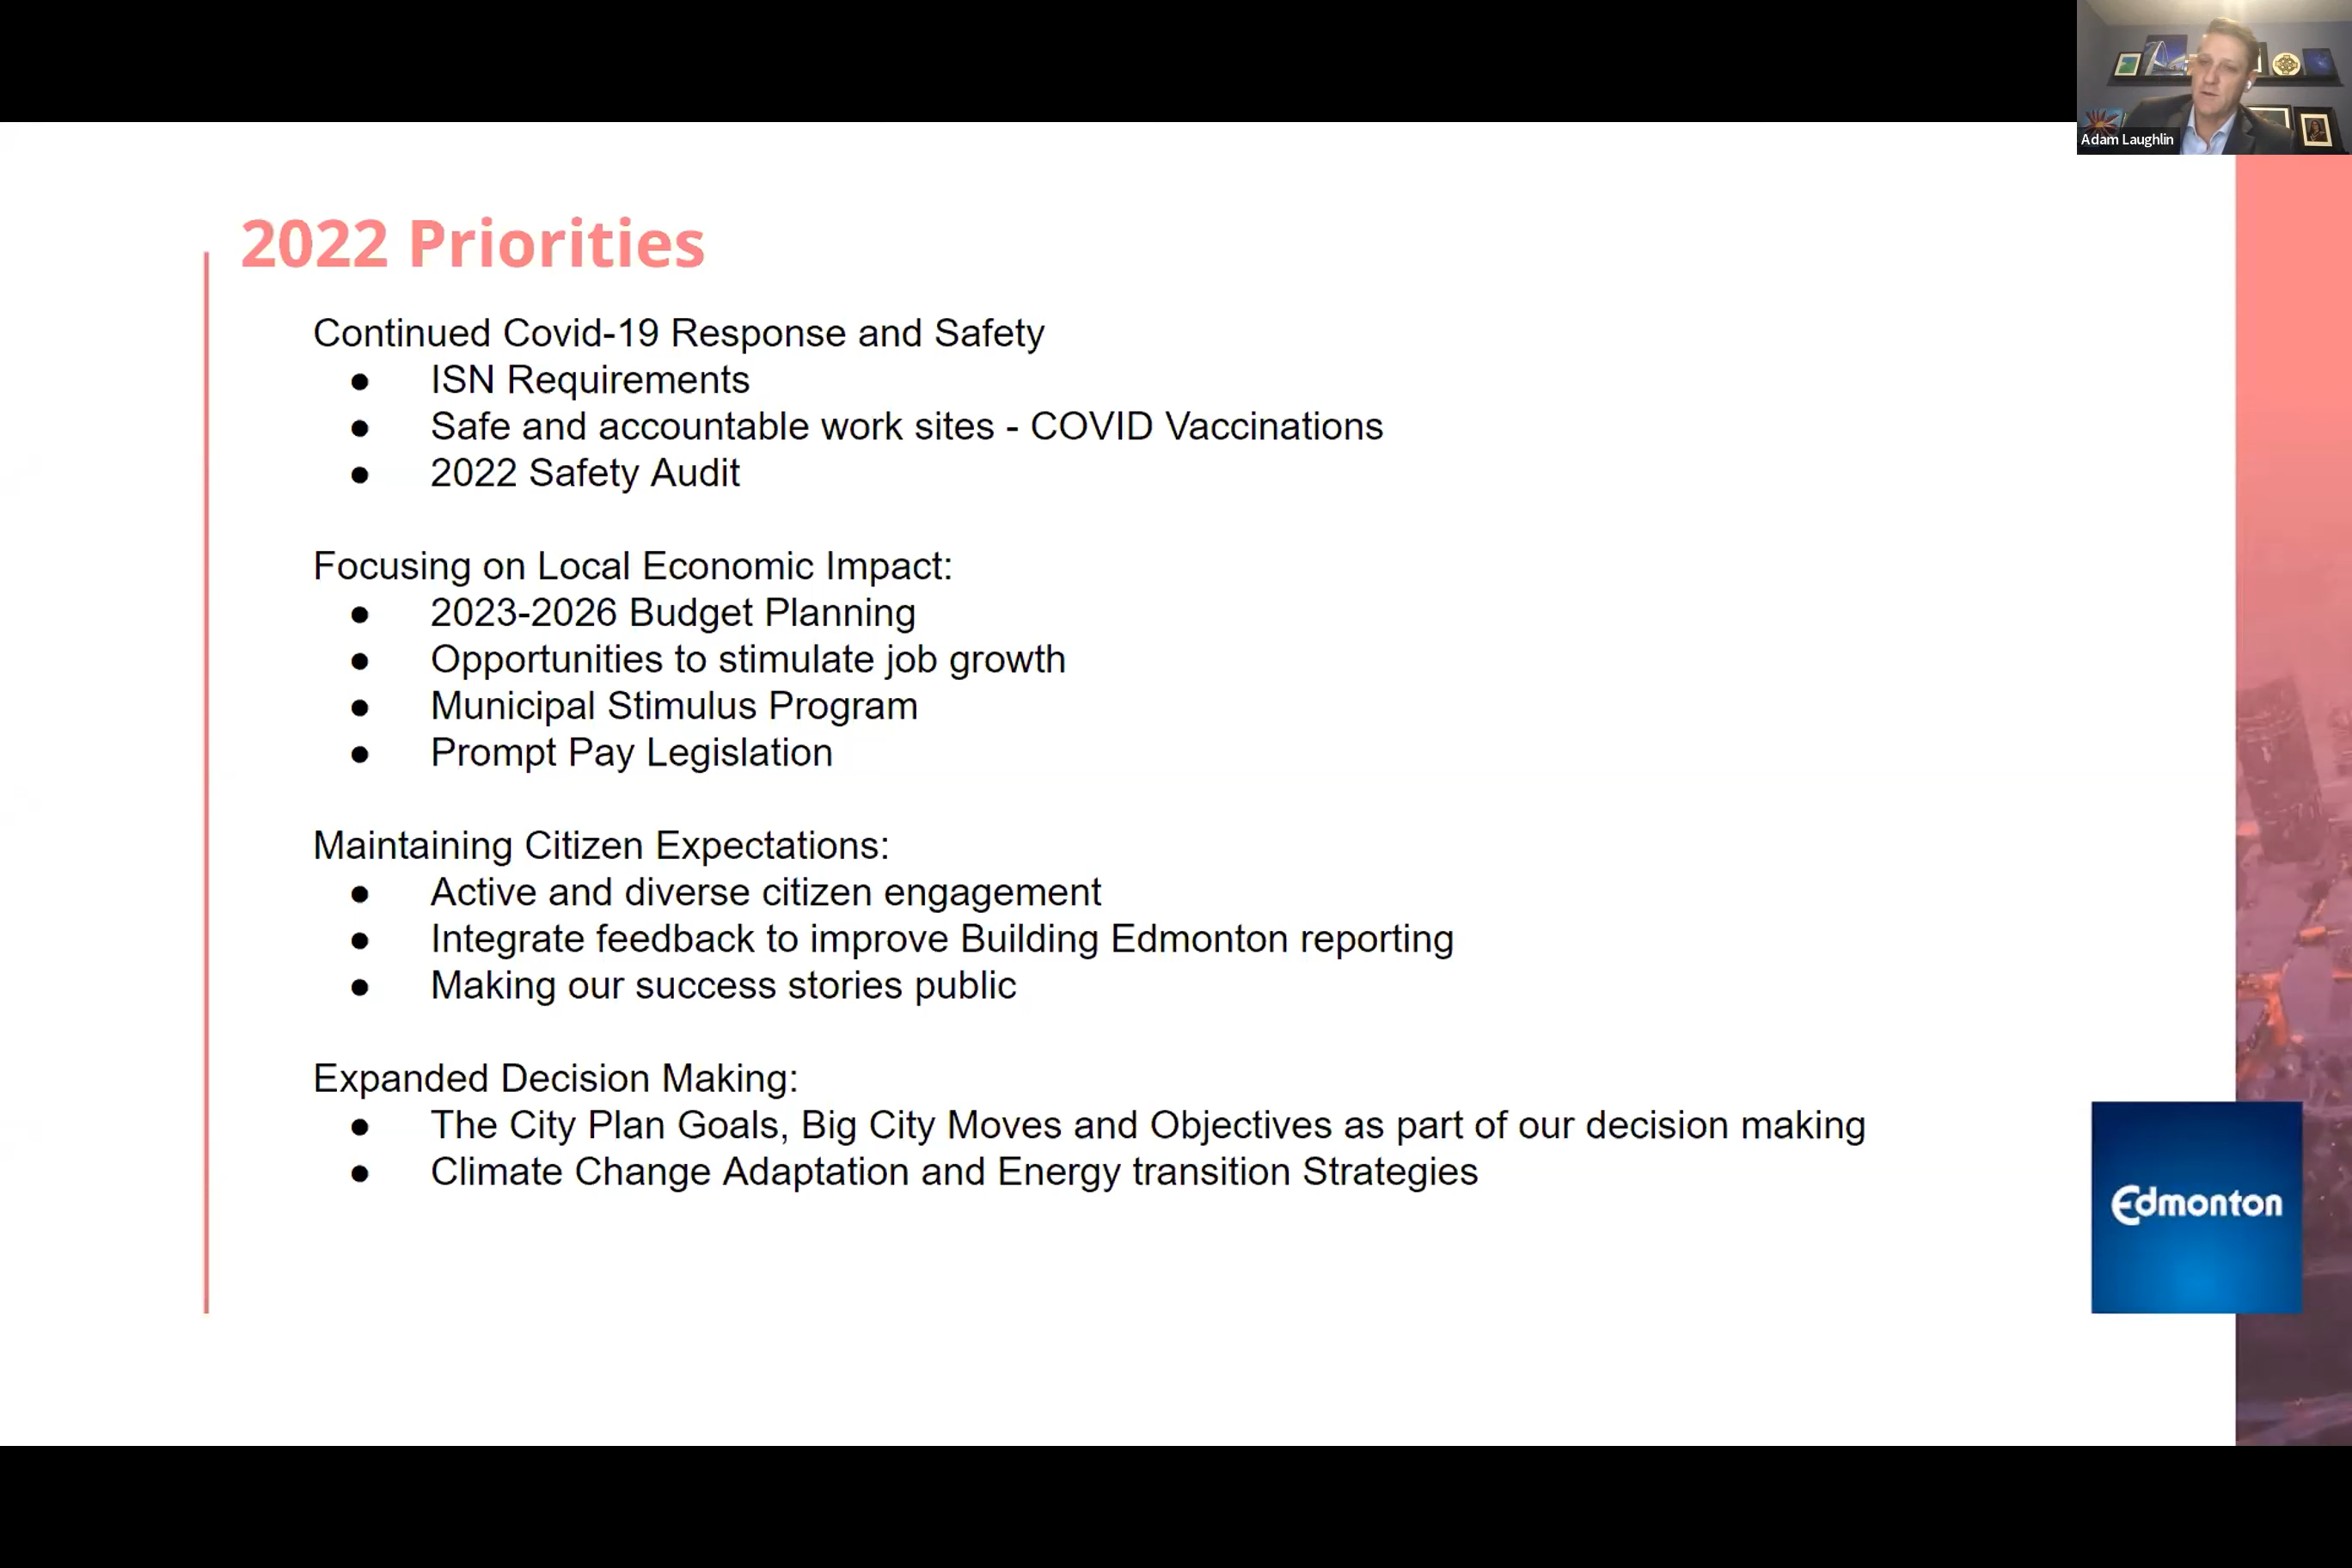 Adam Laughlin
2022 Priorities
Continued Covid-19 Response and Safety
● ISN Requirements
● Safe and accountable work sites - COVID Vaccinations
● 2022 Safety Audit
Focusing on Local Economic Impact:
● 2023-2026 Budget Planning
● Opportunities to stimulate job growth
● Municipal Stimulus Program
● Prompt Pay Legislation
Maintaining Citizen Expectations:
● Active and diverse citizen engagement
● Integrate feedback to improve Building Edmonton reporting
● Making our success stories public
Expanded Decision Making:
● The City Plan Goals, Big City Moves and Objectives as part of our decision making
● Climate Change Adaptation and Energy transition Strategies
Edmonton